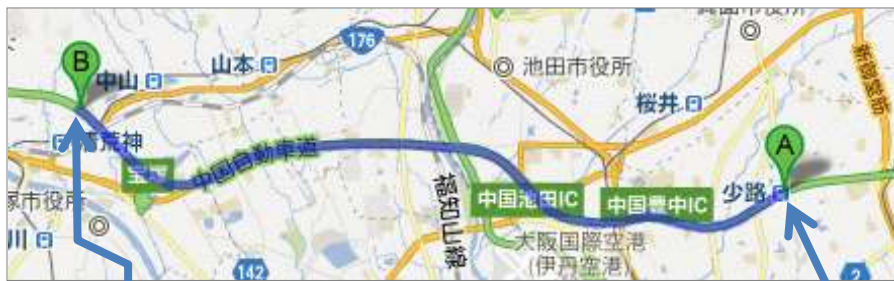 B
中山
山本
176
池田市役所
桜井
A
新御堂筋
荒神
中国自動車道
福知山線
中国池田IC
中国豊中IC
少路
市役所
大阪国際空港
(伊丹空港)
川
142
2